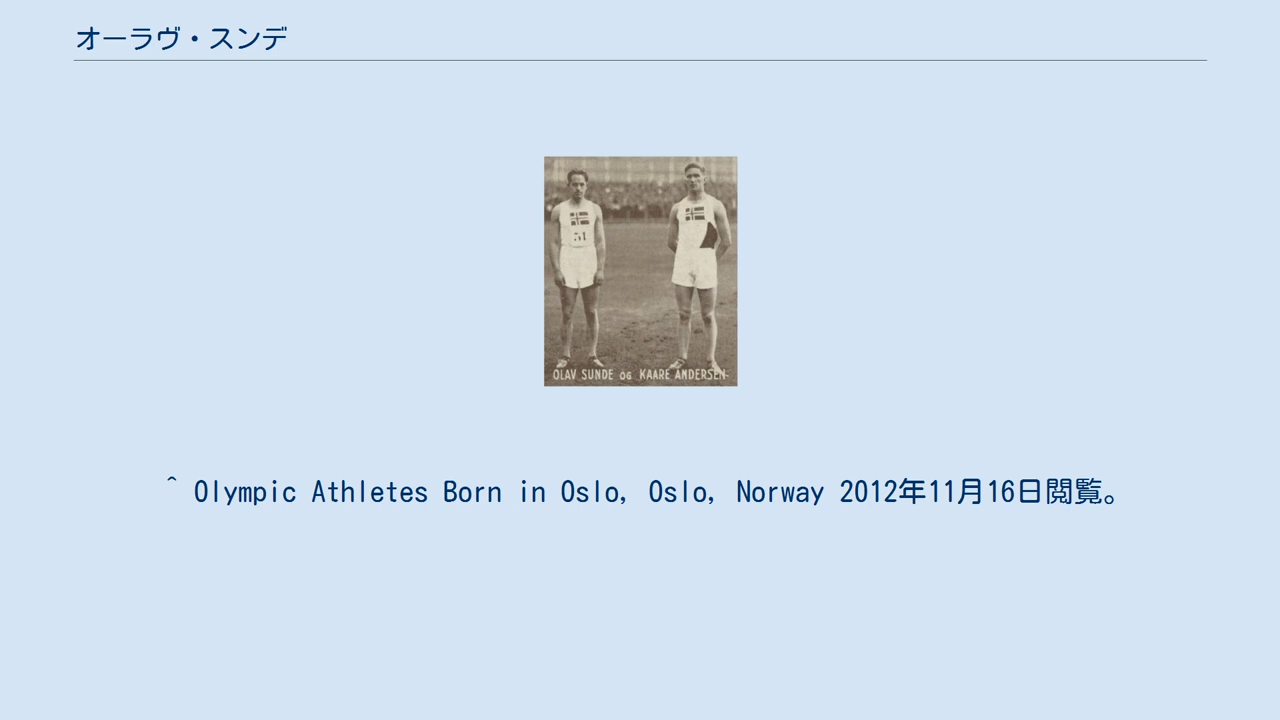 オーラヴ・スンデ
51
OLAV SUNDE OG KAARE ANDERSEN
^ Olympic Athletes Born in Oslo, Oslo, Norway 2012年11月16日閲覧。